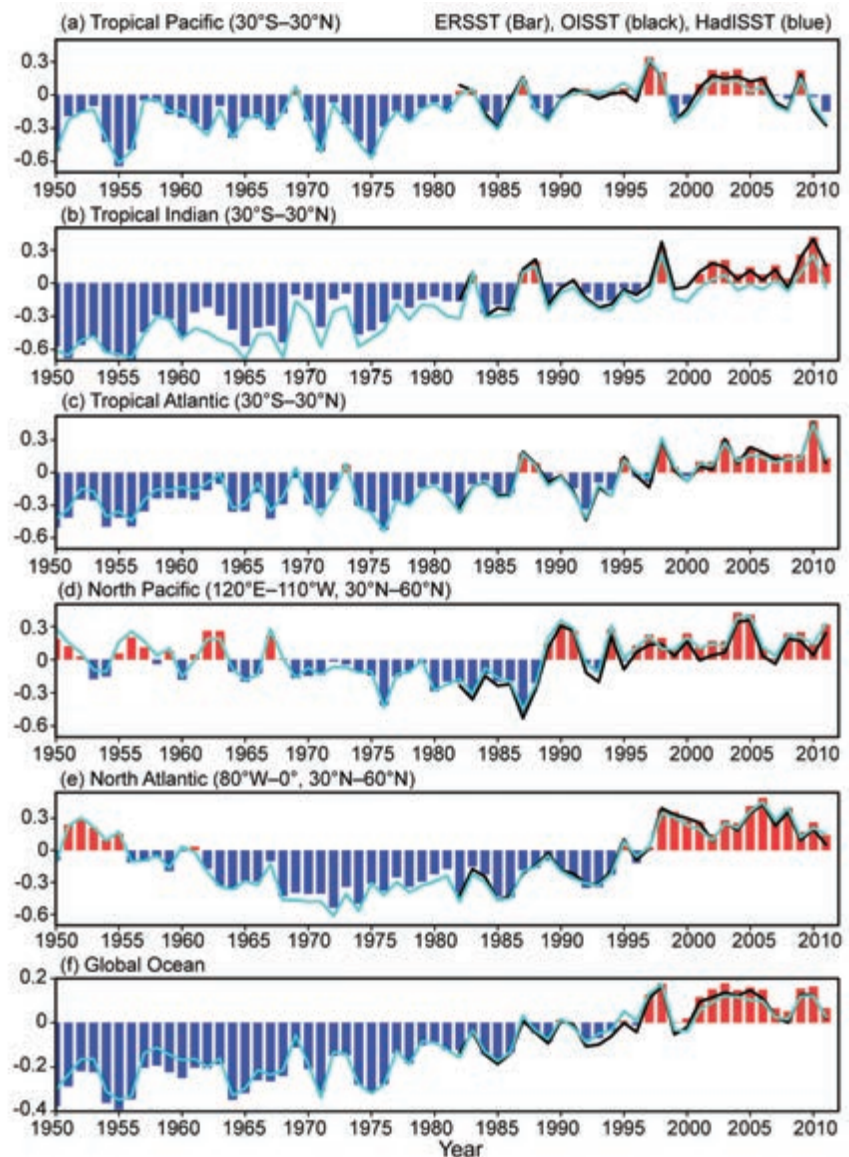 (a) Tropical Pacific (30°S–30°N) ERSST (Bar), OISST (black), HadISST (blue)
0.3
0
-0.3
-0.6
1950 1955 1960 1965 1970 1975 1980 1985 1990 1995 2000 2005 2010
(b) Tropical Indian (30°S–30°N)
0.3
0
-0.3
-0.6
1950 1955 1960 1965 1970 1975 1980 1985 1990 1995 2000 2005 2010
(c) Tropical Atlantic (30°S–30°N)
0.3
0
-0.3
-0.6
1950 1955 1960 1965 1970 1975 1980 1985 1990 1995 2000 2005 2010
(d) North Pacific (120°E–110°W, 30°N–60°N)
0.3
0
-0.3
-0.6
1950 1955 1960 1965 1970 1975 1980 1985 1990 1995 2000 2005 2010
(e) North Atlantic (80°W–0°, 30°N–60°N)
0.3
0
-0.3
-0.6
1950 1955 1960 1965 1970 1975 1980 1985 1990 1995 2000 2005 2010
(f) Global Ocean
0.2
0
-0.2
-0.4
1950 1955 1960 1965 1970 1975 1980 1985 1990 1995 2000 2005 2010
Year